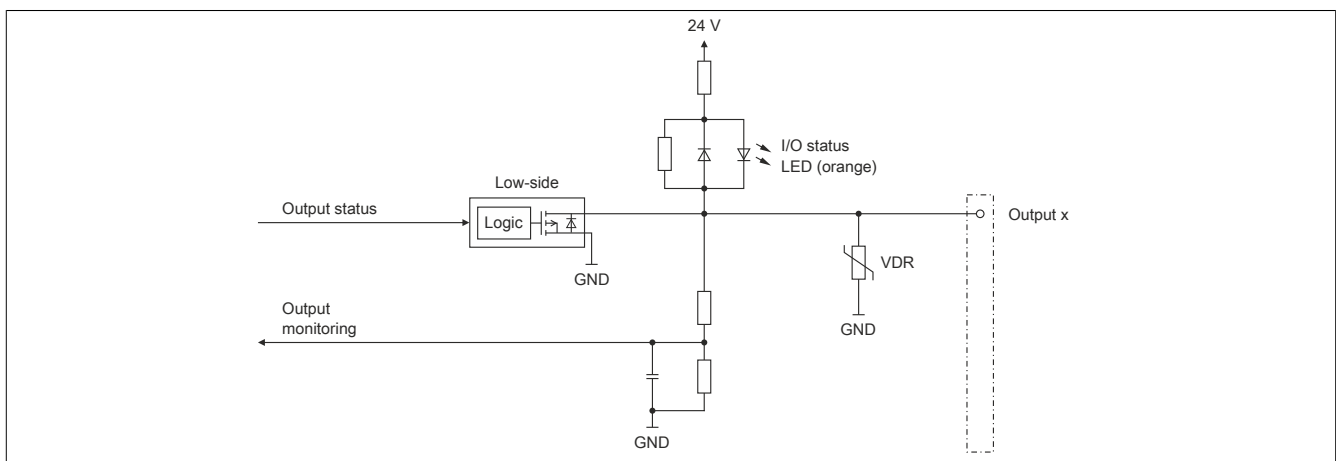 24 V
I/O status
LED (orange)
Low-side
Output status
Logic
Output x
GND
VDR
Output
monitoring
GND
GND